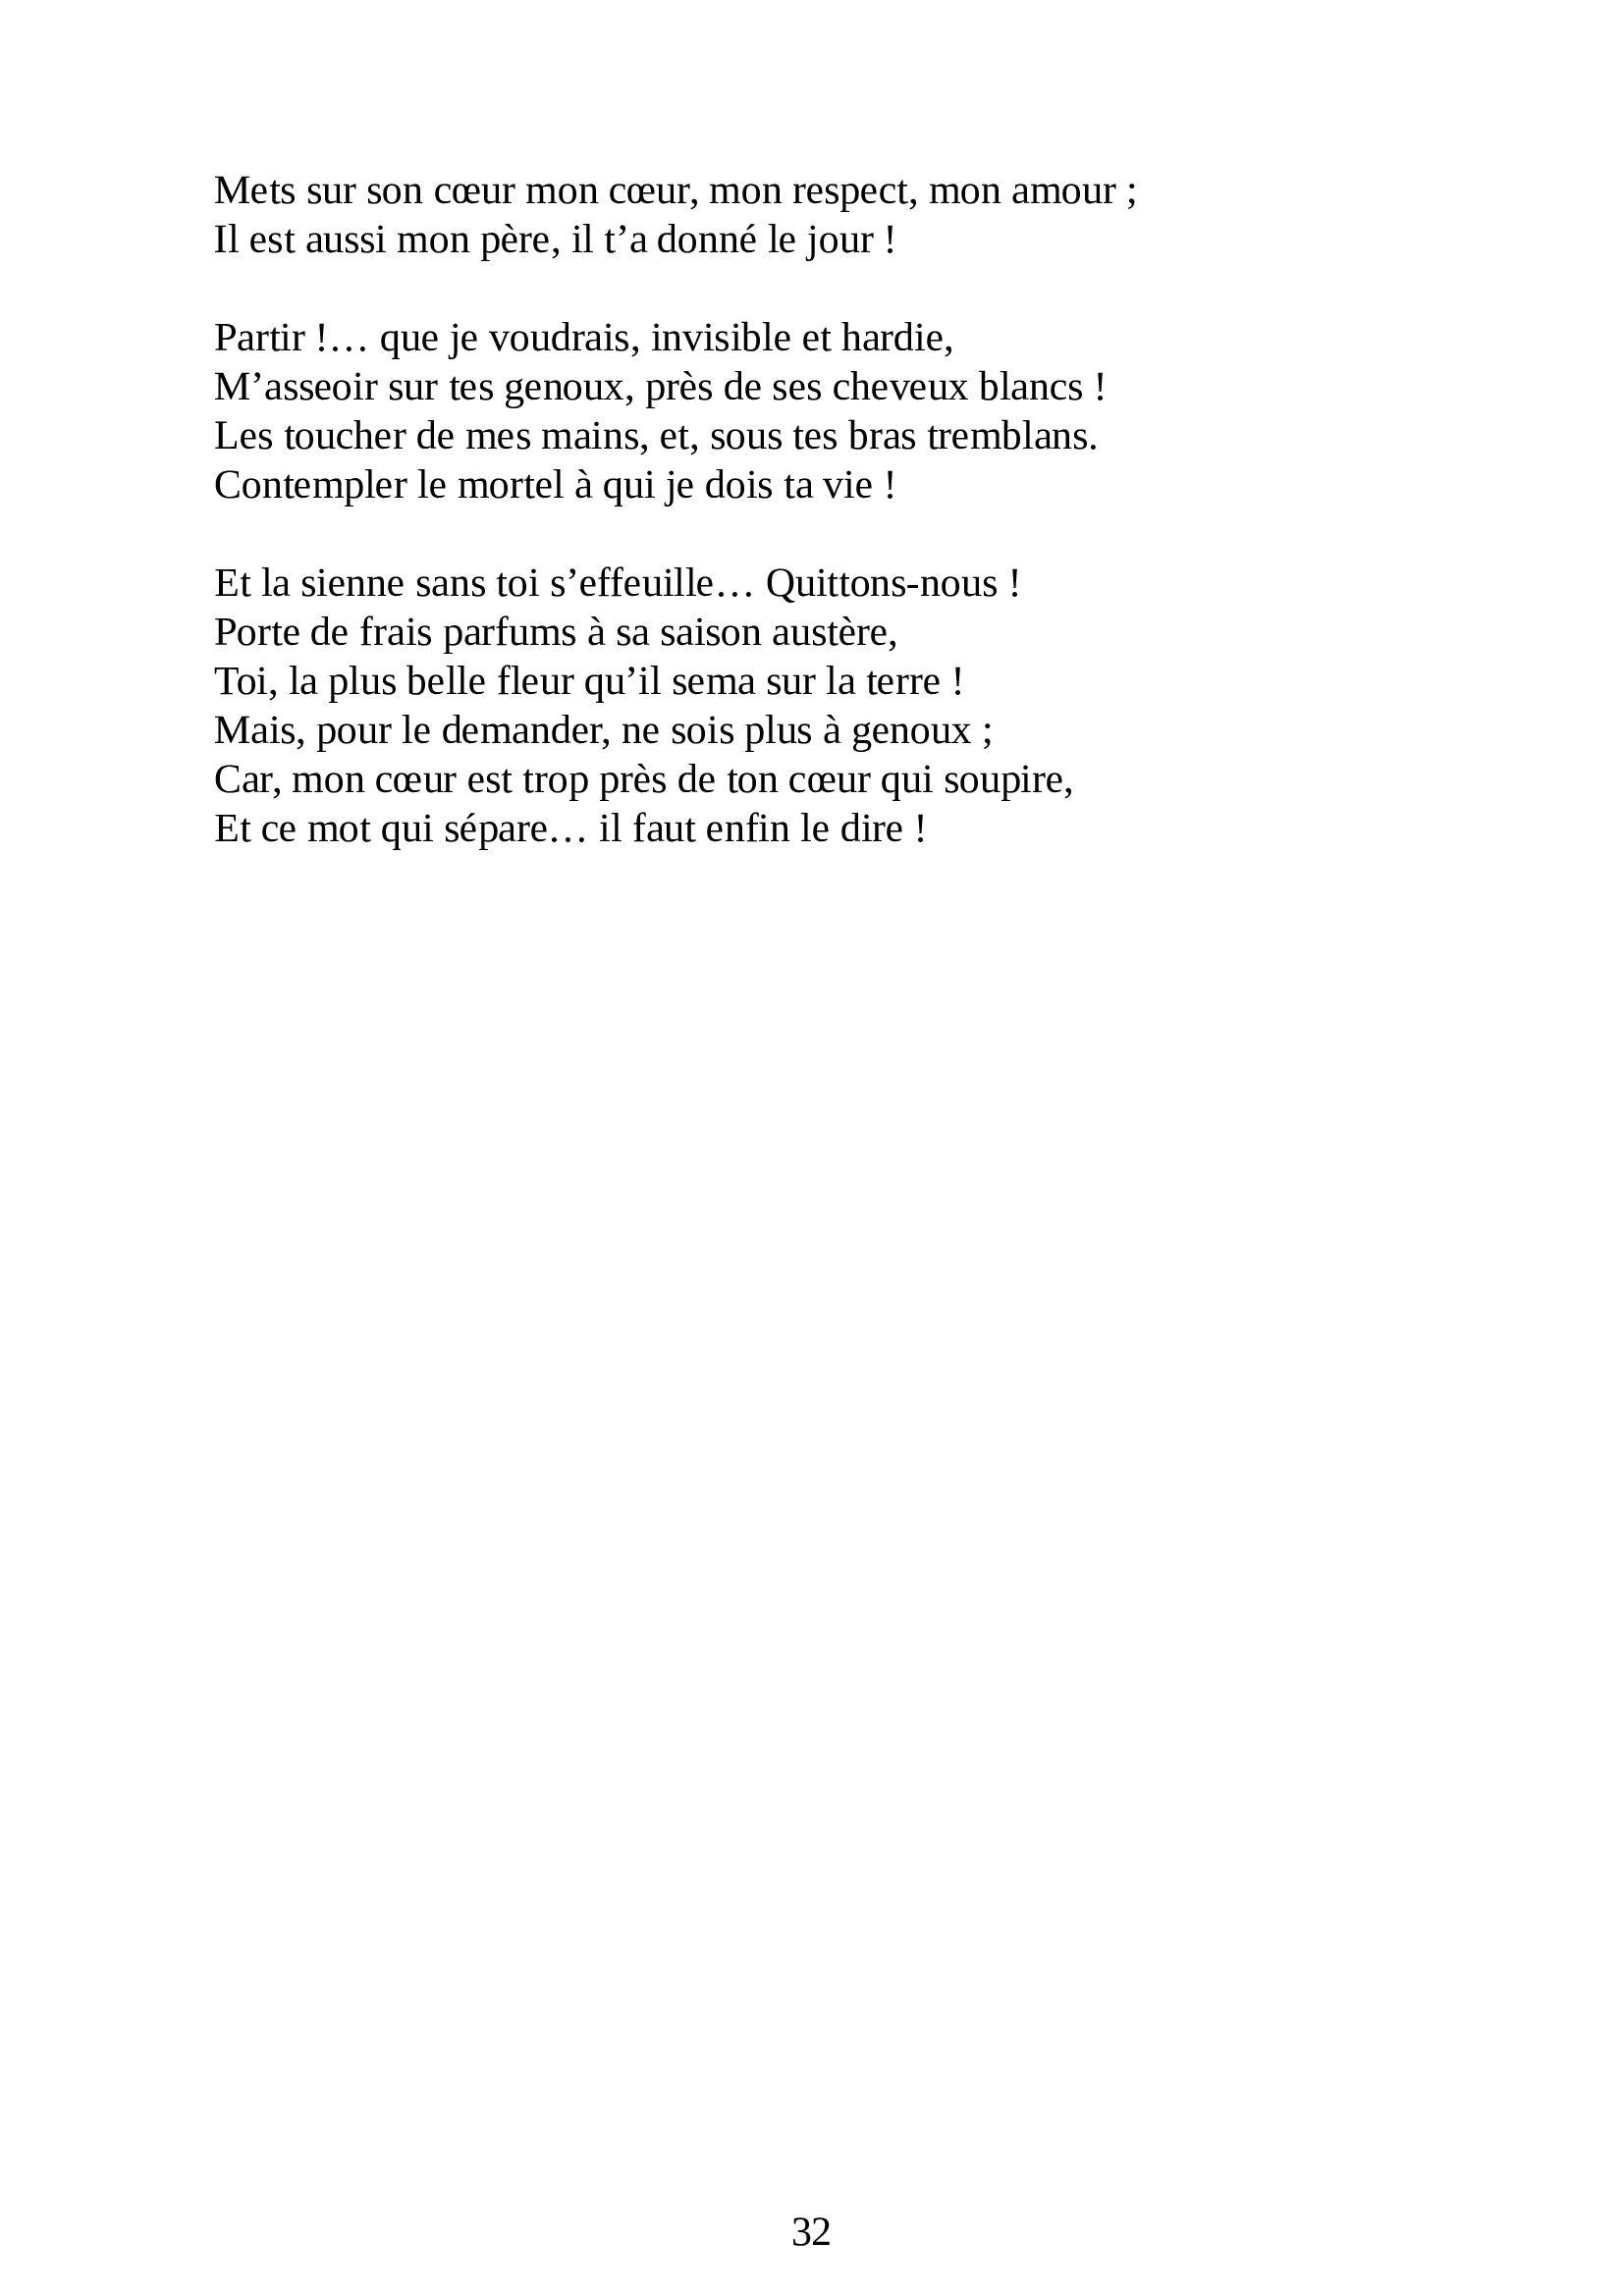 Mets sur son cœur mon cœur, mon respect, mon amour ;
Il est aussi mon père, il t’a donné le jour !
Partir !… que je voudrais, invisible et hardie,
M’asseoir sur tes genoux, près de ses cheveux blancs !
Les toucher de mes mains, et, sous tes bras tremblans.
Contempler le mortel à qui je dois ta vie !
Et la sienne sans toi s’effeuille… Quittons-nous !
Porte de frais parfums à sa saison austère,
Toi, la plus belle fleur qu’il sema sur la terre !
Mais, pour le demander, ne sois plus à genoux ;
Car, mon cœur est trop près de ton cœur qui soupire,
Et ce mot qui sépare… il faut enfin le dire !
32